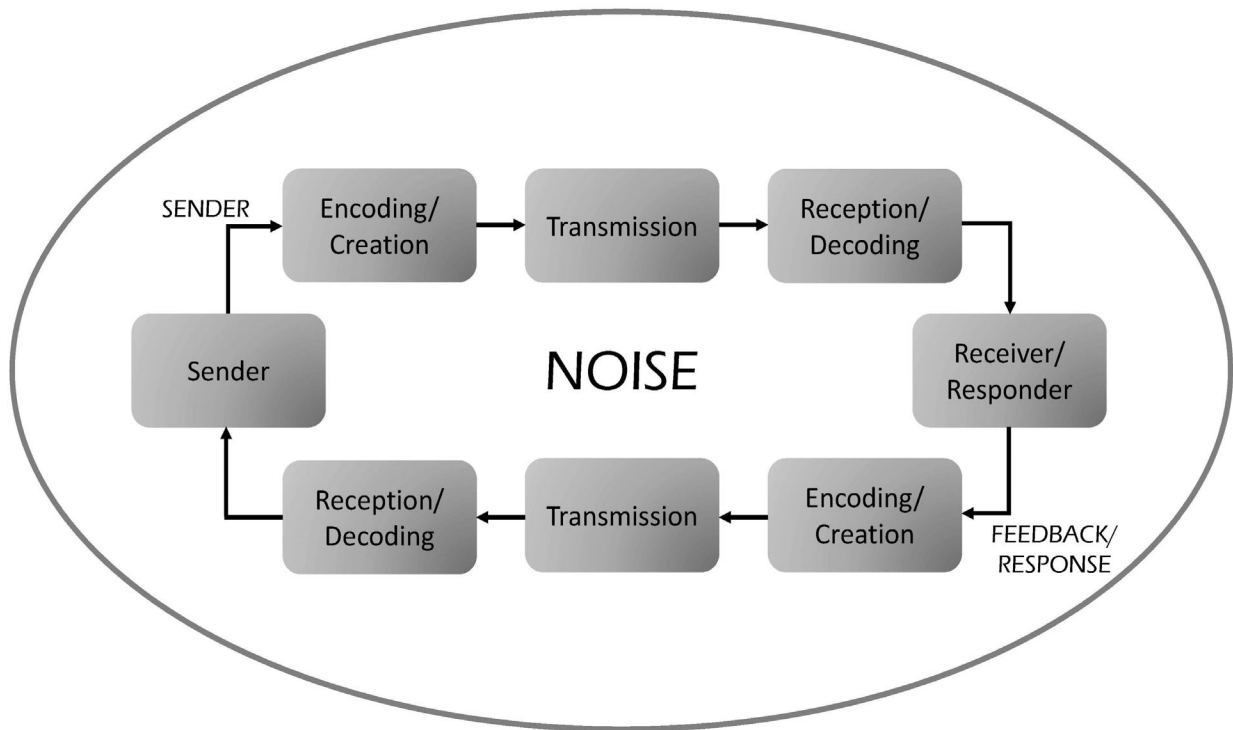 SENDER
Encoding/
Creation
Transmission
Reception/
Decoding
Sender
NOISE
Receiver/
Responder
Reception/
Decoding
Transmission
Encoding/
Creation
FEEDBACK/
RESPONSE